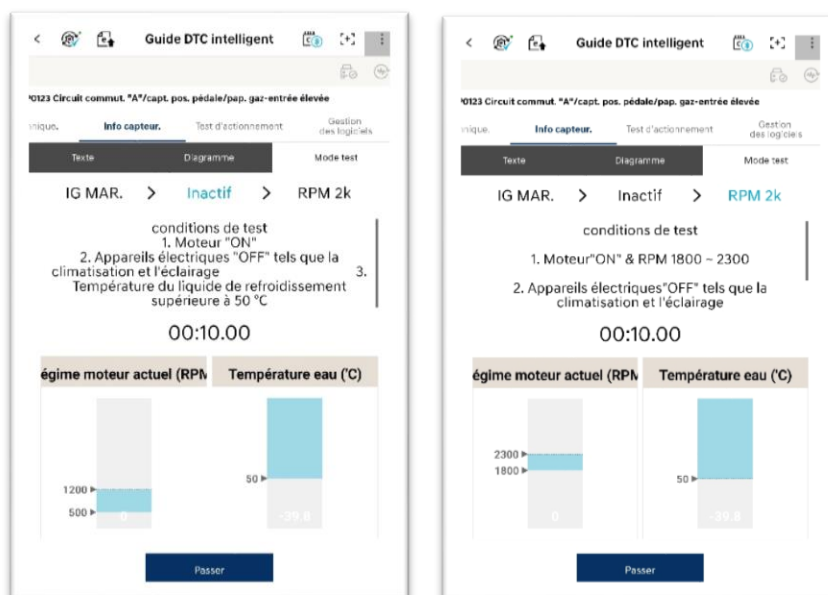 Guide DTC intelligent
°0123 Circuit commut. "A"/capt. pos. pédale/pap. gaz-entrée élevée
nique.
Info capteur.
Test d'actionnement
Gestion
des logiciels
Texte
Diagramme
Mode test
IG MAR. > Inactif > RPM 2k
conditions de test
1. Moteur "ON"
2. Appareils électriques "OFF" tels que la
climatisation et l'éclairage 3.
Température du liquide de refroidissement
supérieure à 50 °C
00:10.00
égime moteur actuel (RPM
Température eau ('C)
1200
500
0
50
-39.8
Passer
Guide DTC intelligent
°0123 Circuit commut. "A"/capt. pos. pédale/pap. gaz-entrée élevée
nique.
Info capteur.
Test d'actionnement
Gestion
des logiciels
Texte
Diagramme
Mode test
IG MAR. > Inactif > RPM 2k
conditions de test
1. Moteur"ON" & RPM 1800 ~ 2300
2. Appareils électriques"OFF" tels que la
climatisation et l'éclairage
00:10.00
égime moteur actuel (RPM
Température eau ('C)
2300
1800
0
50
-39.8
Passer